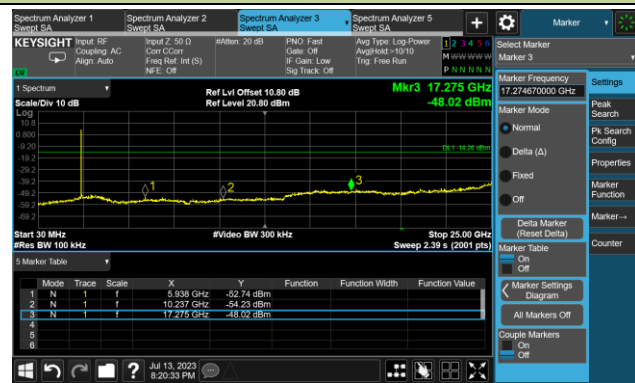 Spectrum Analyzer 1
Swept SA
Spectrum Analyzer 2
Swept SA
Spectrum Analyzer 3
Swept SA
Spectrum Analyzer 5
Swept SA
Marker
KEYSIGHT
Input: RF
Coupling: AC
Align: Auto
Input Z: 50 Ω
Corr CCorr
Freq Ref: Int (S)
NFE: Off
#Atten: 20 dB
PNO: Fast
Gate: Off
IF Gain: Low
Sig Track: Off
Avg Type: Log-Power
Avg|Hold:>10/10
Trig: Free Run
1 2 3 4 5 6
M W W W W W
P N N N N N
LW
Select Marker
Marker 3
1 Spectrum
Scale/Div 10 dB
Log
Ref Lvl Offset 10.80 dB
Ref Level 20.80 dBm
Mkr3 17.275 GHz
-48.02 dBm
10.8
0.800
-9.20
-19.2
-29.2
-39.2
-49.2
-59.2
-69.2
DL1 -14.26 dBm
1
2
3
Start 30 MHz
#Res BW 100 kHz
#Video BW 300 kHz
Stop 25.00 GHz
Sweep 2.39 s (2001 pts)
5 Marker Table
Mode Trace Scale X Y Function Function Width Function Value
1 N 1 f 5.938 GHz -52.74 dBm
2 N 1 f 10.237 GHz -54.23 dBm
3 N 1 f 17.275 GHz -48.02 dBm
4
5
6
Marker Frequency
17.274670000 GHz
Marker Mode
Normal
Delta (Δ)
Fixed
Off
Delta Marker
(Reset Delta)
Marker Table
On
Off
Marker Settings
Diagram
All Markers Off
Couple Markers
On
Off
Settings
Peak
Search
Pk Search
Config
Properties
Marker
Function
Marker→
Counter
?
Jul 13, 2023
8:20:33 PM